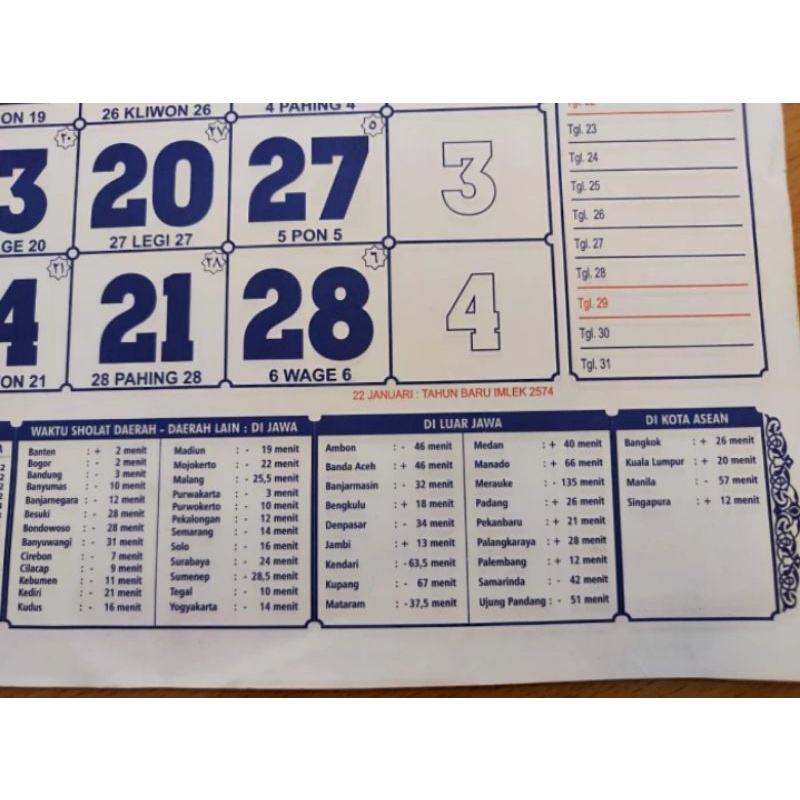 ON 19
26 KLIWON 26
4 PAHING 4
3
٢٠
GE 20
20
٢٧
27 LEGI 27
27
٥
5 PON 5
3
4
٢١
ON 21
21
٢٨
28 PAHING 28
28
٦
6 WAGE 6
4
Tgl. 23
Tgl. 24
Tgl. 25
Tgl. 26
Tgl. 27
Tgl. 28
Tgl. 29
Tgl. 30
Tgl. 31
22 JANUARI : TAHUN BARU IMLEK 2574
WAKTU SHOLAT DAERAH - DAERAH LAIN : DI JAWA
Banten : + 2 menit
Bogor : - 2 menit
Bandung : - 3 menit
Banyumas : - 10 menit
Banjarnegara : - 12 menit
Besuki : - 28 menit
Bondowoso : - 28 menit
Banyuwangi : - 31 menit
Cirebon : - 7 menit
Cilacap : - 9 menit
Kebumen : - 11 menit
Kediri : - 21 menit
Kudus : - 16 menit
Madiun : - 19 menit
Mojokerto : - 22 menit
Malang : - 25,5 menit
Purwakarta : - 3 menit
Purwokerto : - 10 menit
Pekalongan : - 12 menit
Semarang : - 14 menit
Solo : - 16 menit
Surabaya : - 24 menit
Sumenep : - 28,5 menit
Tegal : - 10 menit
Yogyakarta : - 14 menit
DI LUAR JAWA
Ambon : - 46 menit
Banda Aceh : + 46 menit
Banjarmasin : - 32 menit
Bengkulu : + 18 menit
Denpasar : - 34 menit
Jambi : + 13 menit
Kendari : -63,5 menit
Kupang : - 67 menit
Mataram : -37,5 menit
Medan : + 40 menit
Manado : + 66 menit
Merauke : - 135 menit
Padang : + 26 menit
Pekanbaru : + 21 menit
Palangkaraya : + 28 menit
Palembang : + 12 menit
Samarinda : - 42 menit
Ujung Pandang : - 51 menit
DI KOTA ASEAN
Bangkok : + 26 menit
Kuala Lumpur : + 20 menit
Manila : - 57 menit
Singapura : + 12 menit